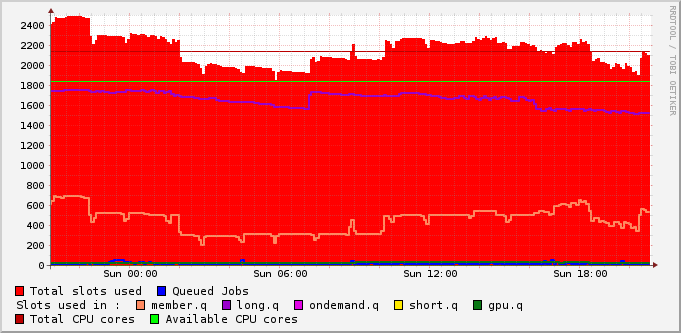 2400
2200
2000
1800
1600
1400
1200
1000
800
600
400
200
0
Sun 00:00 Sun 06:00 Sun 12:00 Sun 18:00
RRDTOOL / TOBI OETIKER
Total slots used Queued Jobs
Slots used in : member.q long.q ondemand.q short.q gpu.q
Total CPU cores Available CPU cores